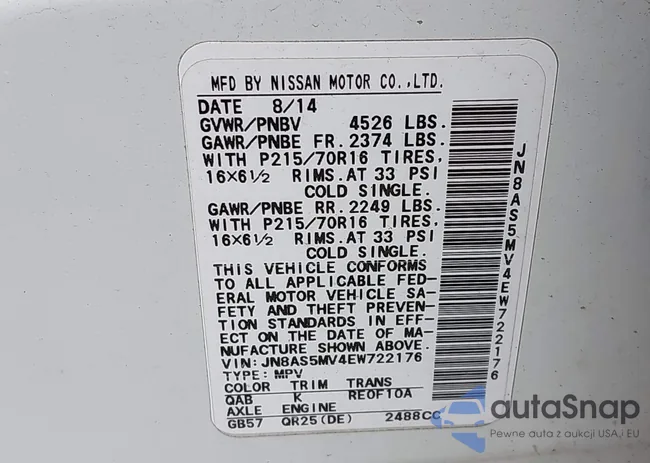 MFD BY NISSAN MOTOR CO.,LTD.
DATE 8/14
GVWR/PNBV 4526 LBS.
GAWR/PNBE FR. 2374 LBS.
WITH P215/70R16 TIRES,
16×6½ RIMS.AT 33 PSI
COLD SINGLE.
GAWR/PNBE RR. 2249 LBS.
WITH P215/70R16 TIRES,
16×6½ RIMS.AT 33 PSI
COLD SINGLE.
THIS VEHICLE CONFORMS
TO ALL APPLICABLE FED-
ERAL MOTOR VEHICLE SA-
FETY AND THEFT PREVEN-
TION STANDARDS IN EFF-
ECT ON THE DATE OF MA-
NUFACTURE SHOWN ABOVE.
VIN: JN8AS5MV4EW722176
TYPE: MPV
COLOR TRIM TRANS
QAB K RE0F10A
AXLE ENGINE
GB57 QR25(DE) 2488CC
JN8AS5MV4EW722176
autaSnap
Pewne auta z aukcji USA i EU